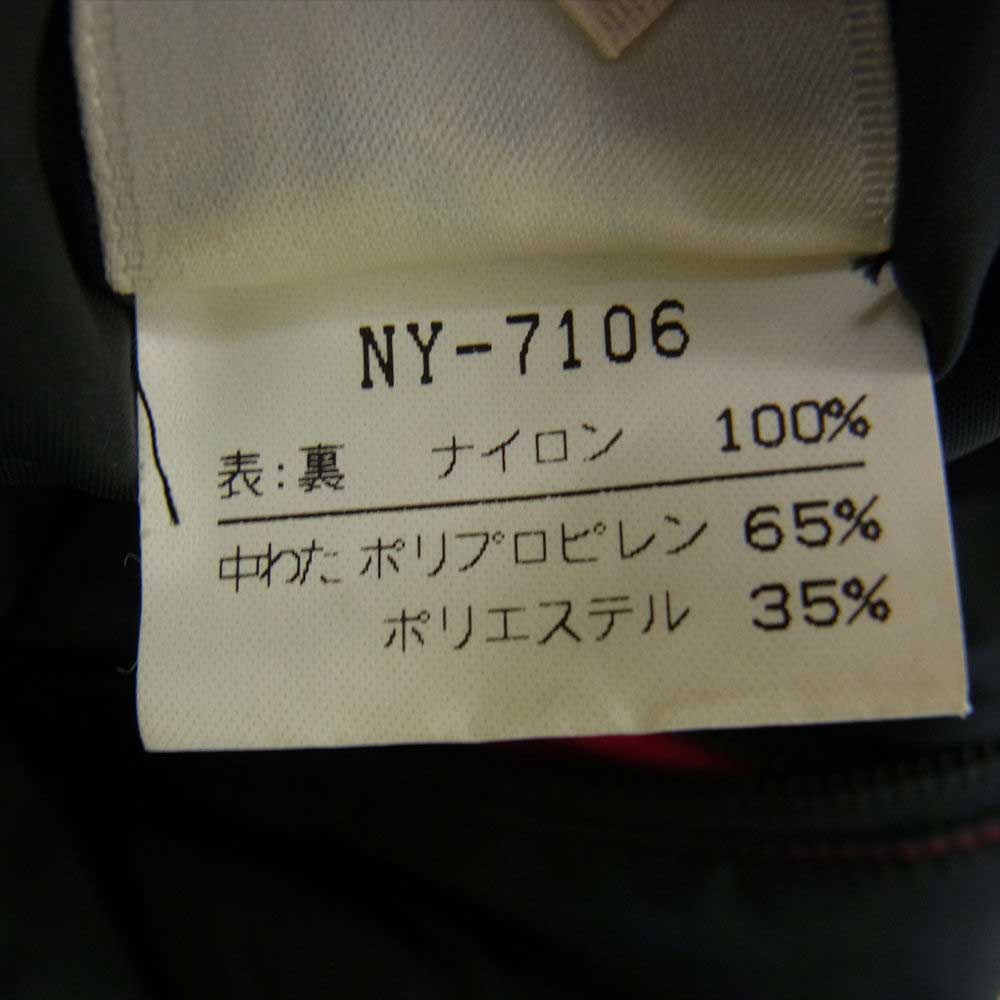 NY-7106
表:裏 ナイロン 100%
中わた ポリプロピレン 65%
ポリエステル 35%